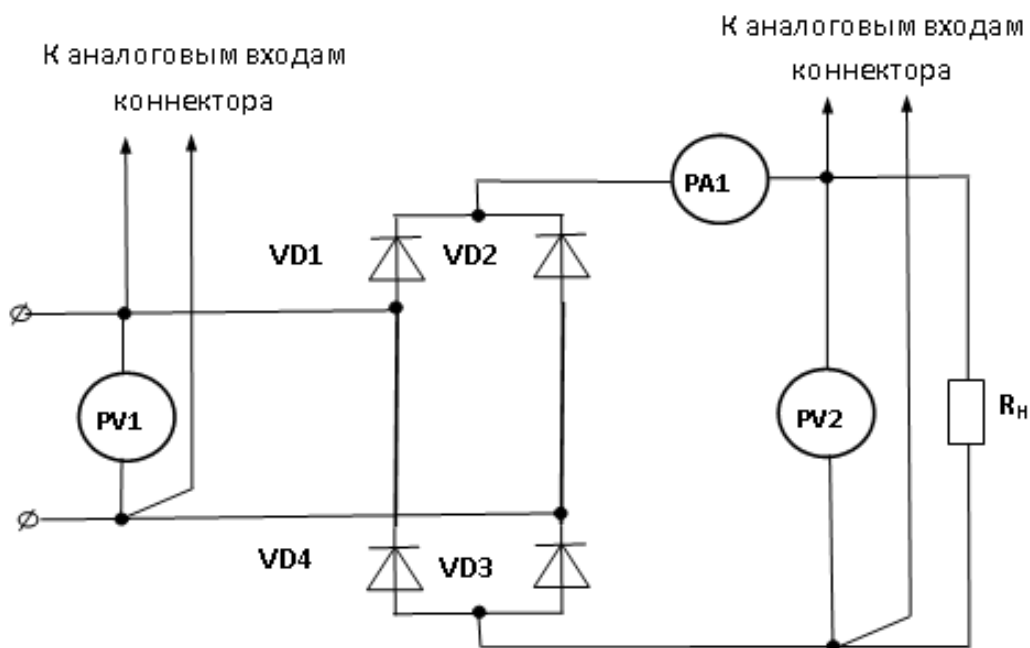 К аналоговым входам
коннектора
К аналоговым входам
коннектора
PA1
VD1
VD2
PV1
PV2
Rн
VD4
VD3